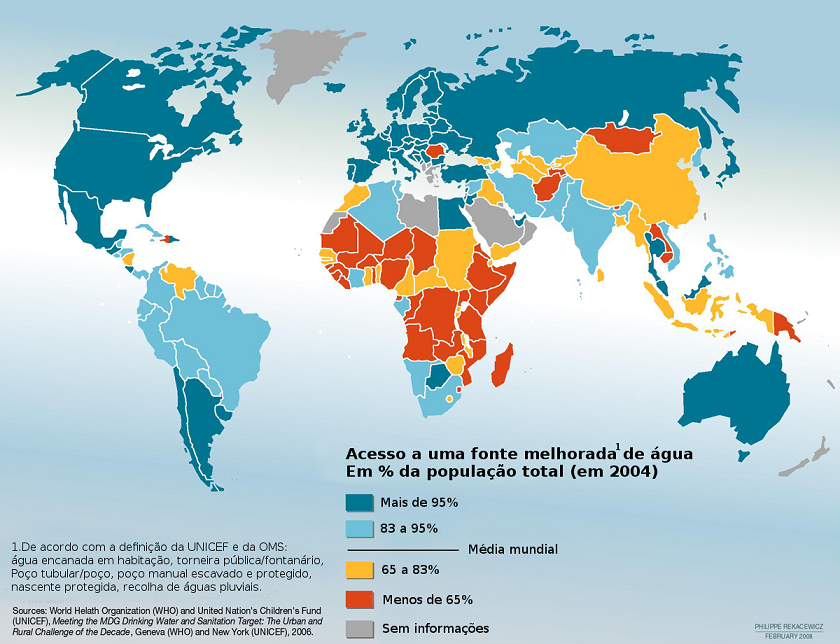 Acesso a uma fonte melhorada¹ de água
Em % da população total (em 2004)
Mais de 95%
83 a 95%
Média mundial
65 a 83%
Menos de 65%
Sem informações
1.De acordo com a definição da UNICEF e da OMS:
água encanada em habitação, torneira pública/fontanário,
Poço tubular/poço, poço manual escavado e protegido,
nascente protegida, recolha de águas pluviais.
Sources: World Helath Organization (WHO) and United Nation's Children's Fund
(UNICEF), Meeting the MDG Drinking Water and Sanitation Target: The Urban and
Rural Challenge of the Decade, Geneva (WHO) and New York (UNICEF), 2006.
PHILIPPE REKACEWICZ
FEBRUARY 2008